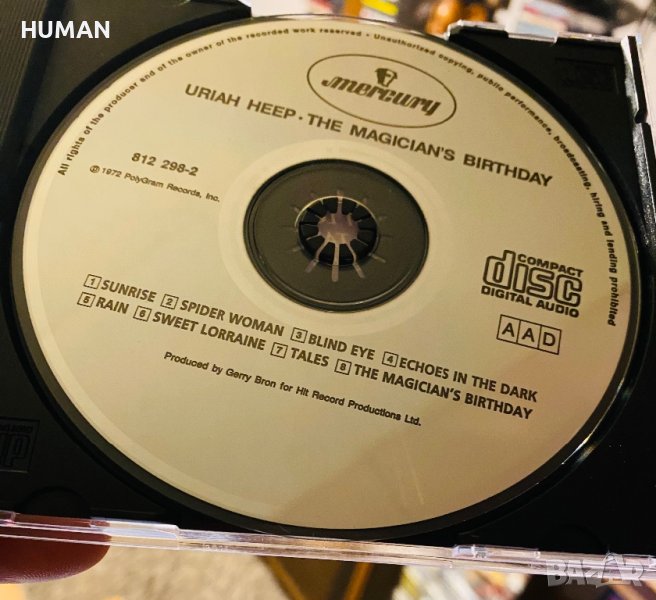 HUMAN
All rights of the producer and of the owner of the recorded work reserved • Unauthorized copying, public performance, broadcasting, hiring and lending prohibited
mercury
URIAH HEEP • THE MAGICIAN'S BIRTHDAY
812 298-2
℗ 1972 PolyGram Records, Inc.
COMPACT
disc
DIGITAL AUDIO
AAD
1 SUNRISE 2 SPIDER WOMAN 3 BLIND EYE 4 ECHOES IN THE DARK
5 RAIN 6 SWEET LORRAINE 7 TALES 8 THE MAGICIAN'S BIRTHDAY
Produced by Gerry Bron for Hit Record Productions Ltd.
BAZAR